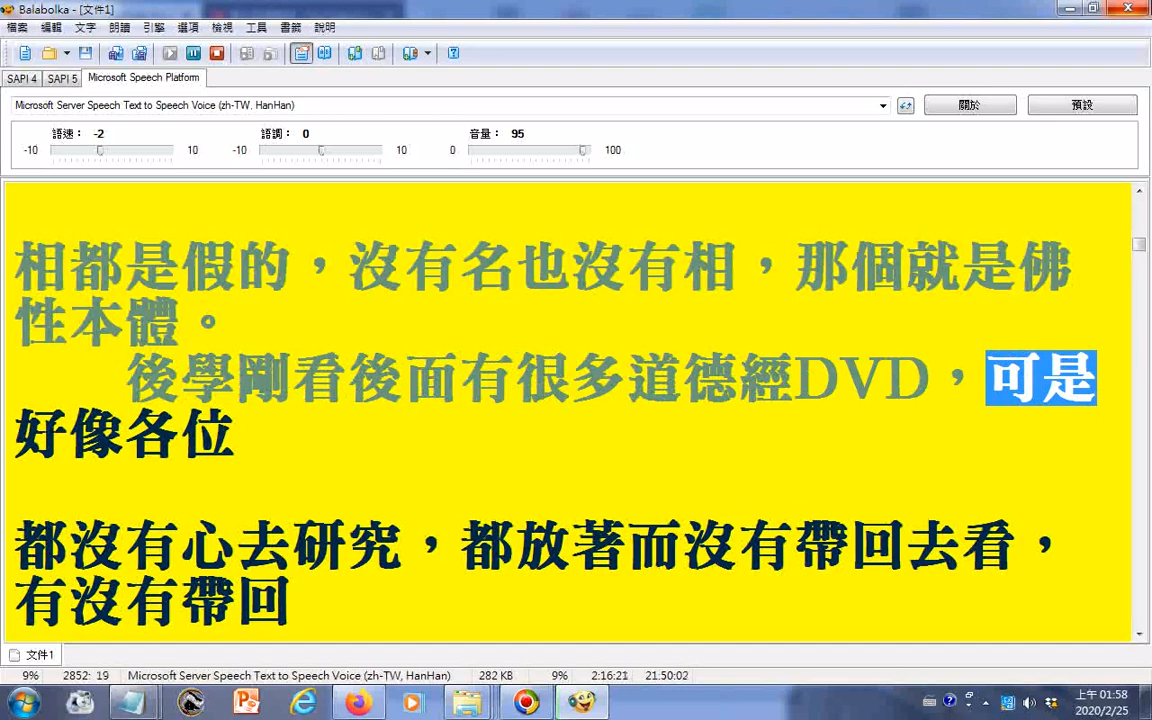 Balabolka - [文件1]
檔案 編輯 文字 朗讀 引擎 選項 檢視 工具 書籤 說明
SAPI 4 SAPI 5 Microsoft Speech Platform
Microsoft Server Speech Text to Speech Voice (zh-TW, HanHan)
關於 預設
語速： -2 語調： 0 音量： 95
-10 10 -10 10 0 100
相都是假的，沒有名也沒有相，那個就是佛
性本體。
後學剛看後面有很多道德經DVD，可是
好像各位
都沒有心去研究，都放著而沒有帶回去看，
有沒有帶回
文件1
9% 2852: 19 Microsoft Server Speech Text to Speech Voice (zh-TW, HanHan) 282 KB 9% 2:16:21 21:50:02
上午 01:58
2020/2/25